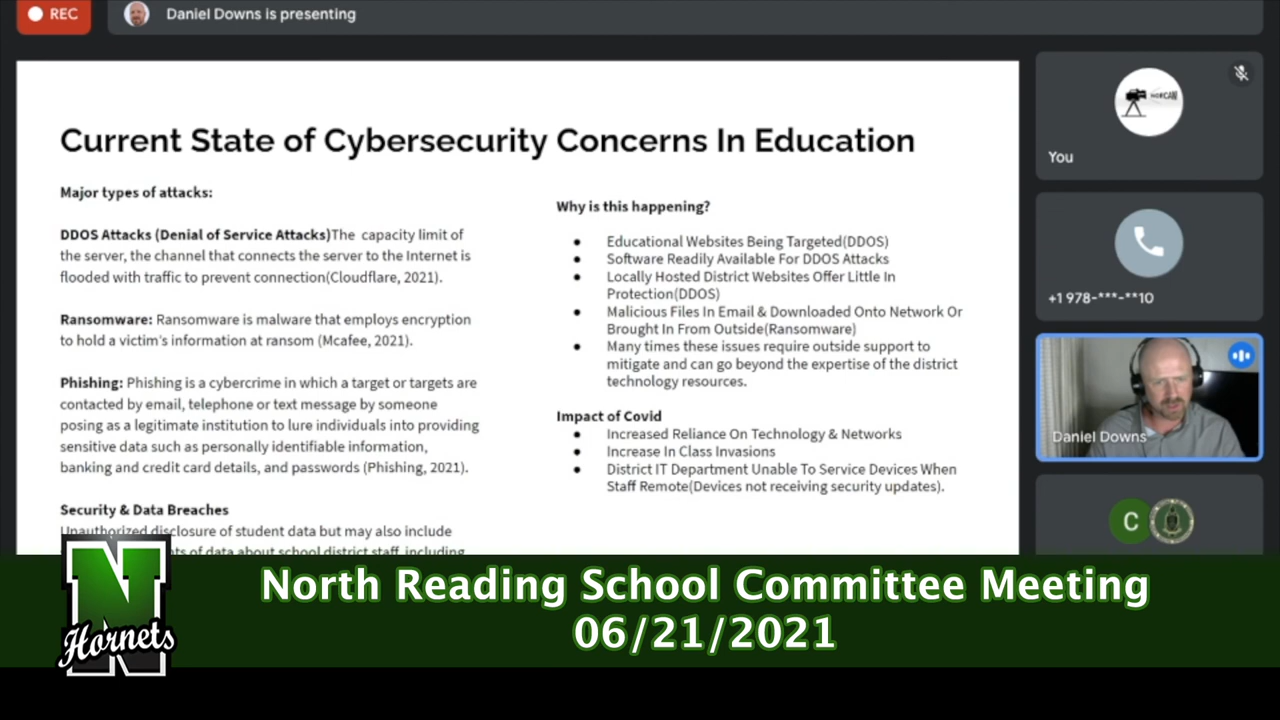 REC
Daniel Downs is presenting
Current State of Cybersecurity Concerns In Education
Major types of attacks:
DDOS Attacks (Denial of Service Attacks)The capacity limit of
the server, the channel that connects the server to the Internet is
flooded with traffic to prevent connection(Cloudflare, 2021).
Ransomware: Ransomware is malware that employs encryption
to hold a victim's information at ransom (Mcafee, 2021).
Phishing: Phishing is a cybercrime in which a target or targets are
contacted by email, telephone or text message by someone
posing as a legitimate institution to lure individuals into providing
sensitive data such as personally identifiable information,
banking and credit card details, and passwords (Phishing, 2021).
Security & Data Breaches
Unauthorized disclosure of student data but may also include
of data about school district staff, including
Why is this happening?
● Educational Websites Being Targeted(DDOS)
● Software Readily Available For DDOS Attacks
● Locally Hosted District Websites Offer Little In
Protection(DDOS)
● Malicious Files In Email & Downloaded Onto Network Or
Brought In From Outside(Ransomware)
● Many times these issues require outside support to
mitigate and can go beyond the expertise of the district
technology resources.
Impact of Covid
● Increased Reliance On Technology & Networks
● Increase In Class Invasions
● District IT Department Unable To Service Devices When
Staff Remote(Devices not receiving security updates).
NORCAM
You
+1 978-***-**10
Daniel Downs
C
N
Hornets
North Reading School Committee Meeting
06/21/2021